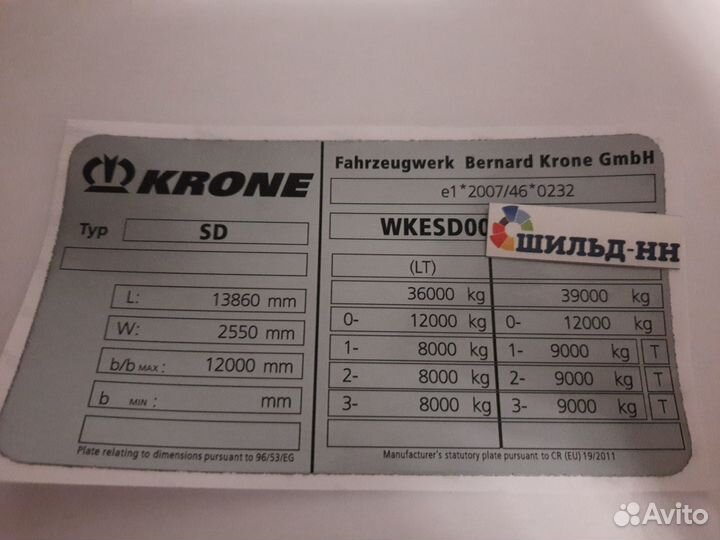 KRONE
Typ SD
L: 13860 mm
W: 2550 mm
b/b MAX: 12000 mm
b MIN: mm
Plate relating to dimensions pursuant to 96/53/EG
Fahrzeugwerk Bernard Krone GmbH
e1*2007/46*0232
WKESD00
ШИЛЬД-НН
(LT)
36000 kg 39000 kg
0- 12000 kg 0- 12000 kg
1- 8000 kg 1- 9000 kg T
2- 8000 kg 2- 9000 kg T
3- 8000 kg 3- 9000 kg T
Manufacturer's statutory plate pursuant to CR (EU) 19/2011
Avito